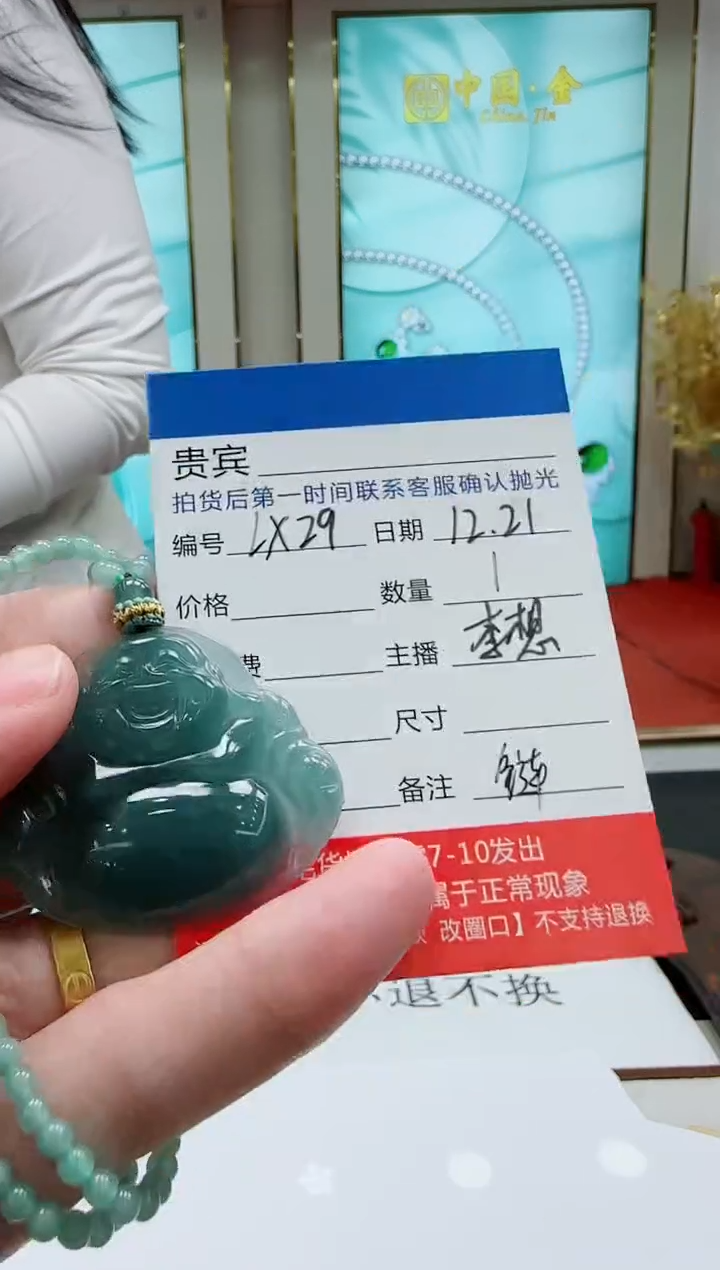 中国·金
China Jin
贵宾
拍货后第一时间联系客服确认抛光
编号 LX29 日期 12.21
价格 数量 1
费 主播 李想
尺寸
备注 链
7-10发出
属于正常现象
改圈口】不支持退换
退不换